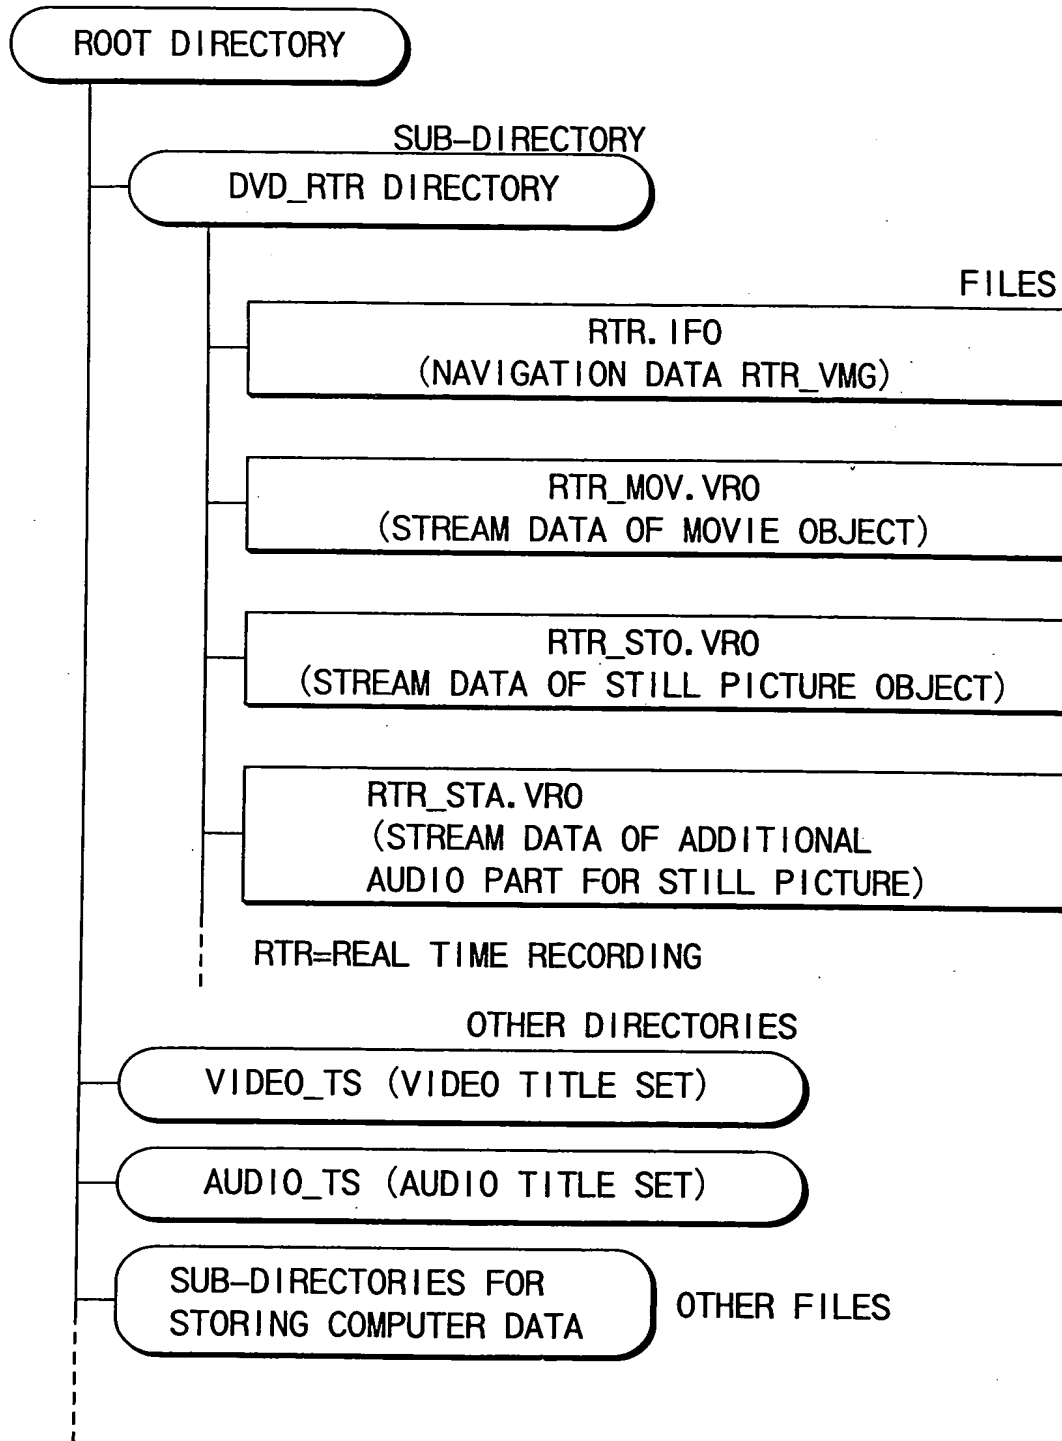 ROOT DIRECTORY
SUB-DIRECTORY
DVD_RTR DIRECTORY
FILES
RTR.IFO
(NAVIGATION DATA RTR_VMG)
RTR_MOV.VRO
(STREAM DATA OF MOVIE OBJECT)
RTR_STO.VRO
(STREAM DATA OF STILL PICTURE OBJECT)
RTR_STA.VRO
(STREAM DATA OF ADDITIONAL
AUDIO PART FOR STILL PICTURE)
RTR=REAL TIME RECORDING
OTHER DIRECTORIES
VIDEO_TS (VIDEO TITLE SET)
AUDIO_TS (AUDIO TITLE SET)
SUB-DIRECTORIES FOR
STORING COMPUTER DATA
OTHER FILES